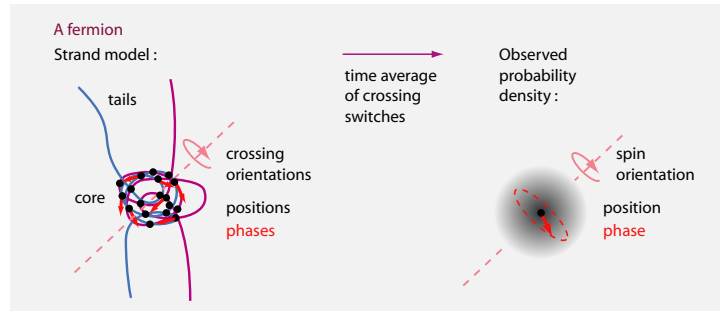 A fermion
Strand model :
tails
core
crossing
orientations
positions
phases
time average
of crossing
switches
Observed
probability
density :
spin
orientation
position
phase